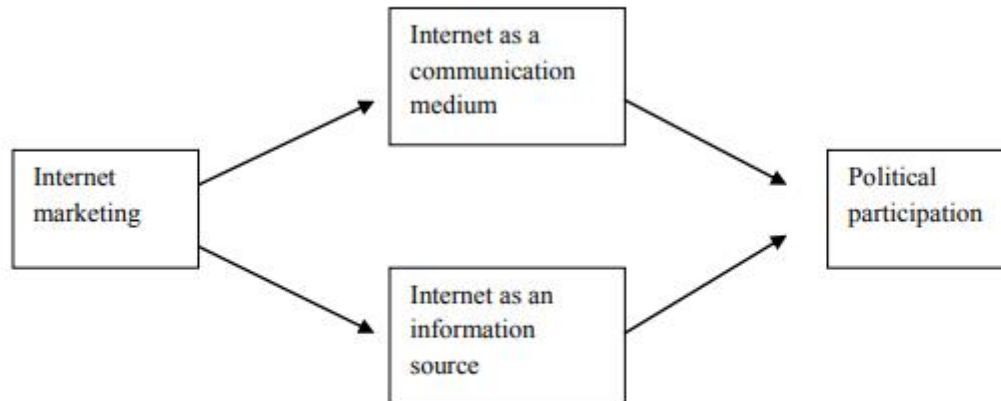 Internet as a
communication
medium
Internet
marketing
Political
participation
Internet as an
information
source